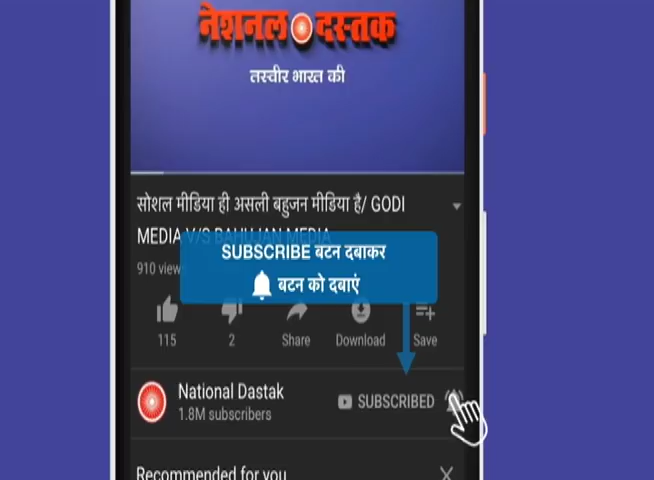 नेशनल दस्तक
तस्वीर भारत की
सोशल मीडिया ही असली बहुजन मीडिया है/ GODI
MEDIA V/S BAHUJAN MEDIA
910 views
SUBSCRIBE बटन दबाकर
बटन को दबाएं
115
2
Share
Download
Save
National Dastak
1.8M subscribers
SUBSCRIBED
Recommended for you